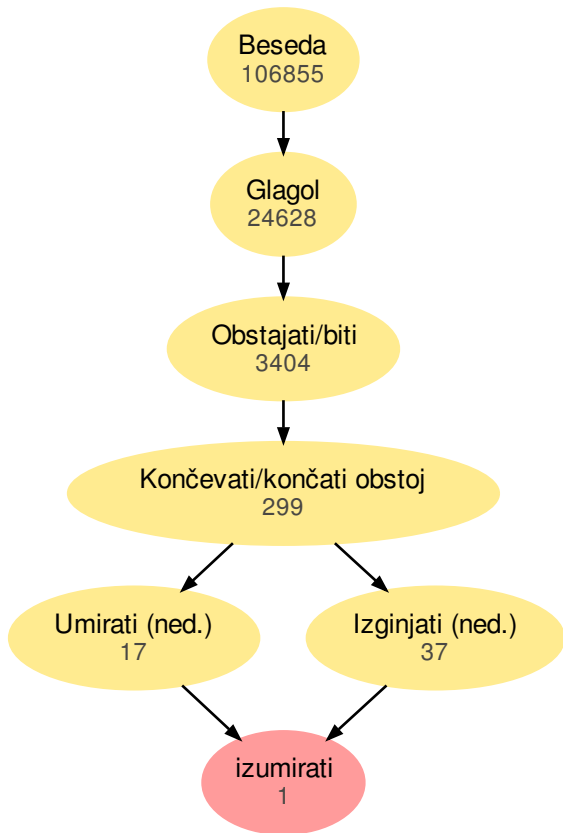 Beseda
106855
Glagol
24628
Obstajati/biti
3404
Končevati/končati obstoj
299
Umirati (ned.)
17
Izginjati (ned.)
37
izumirati
1